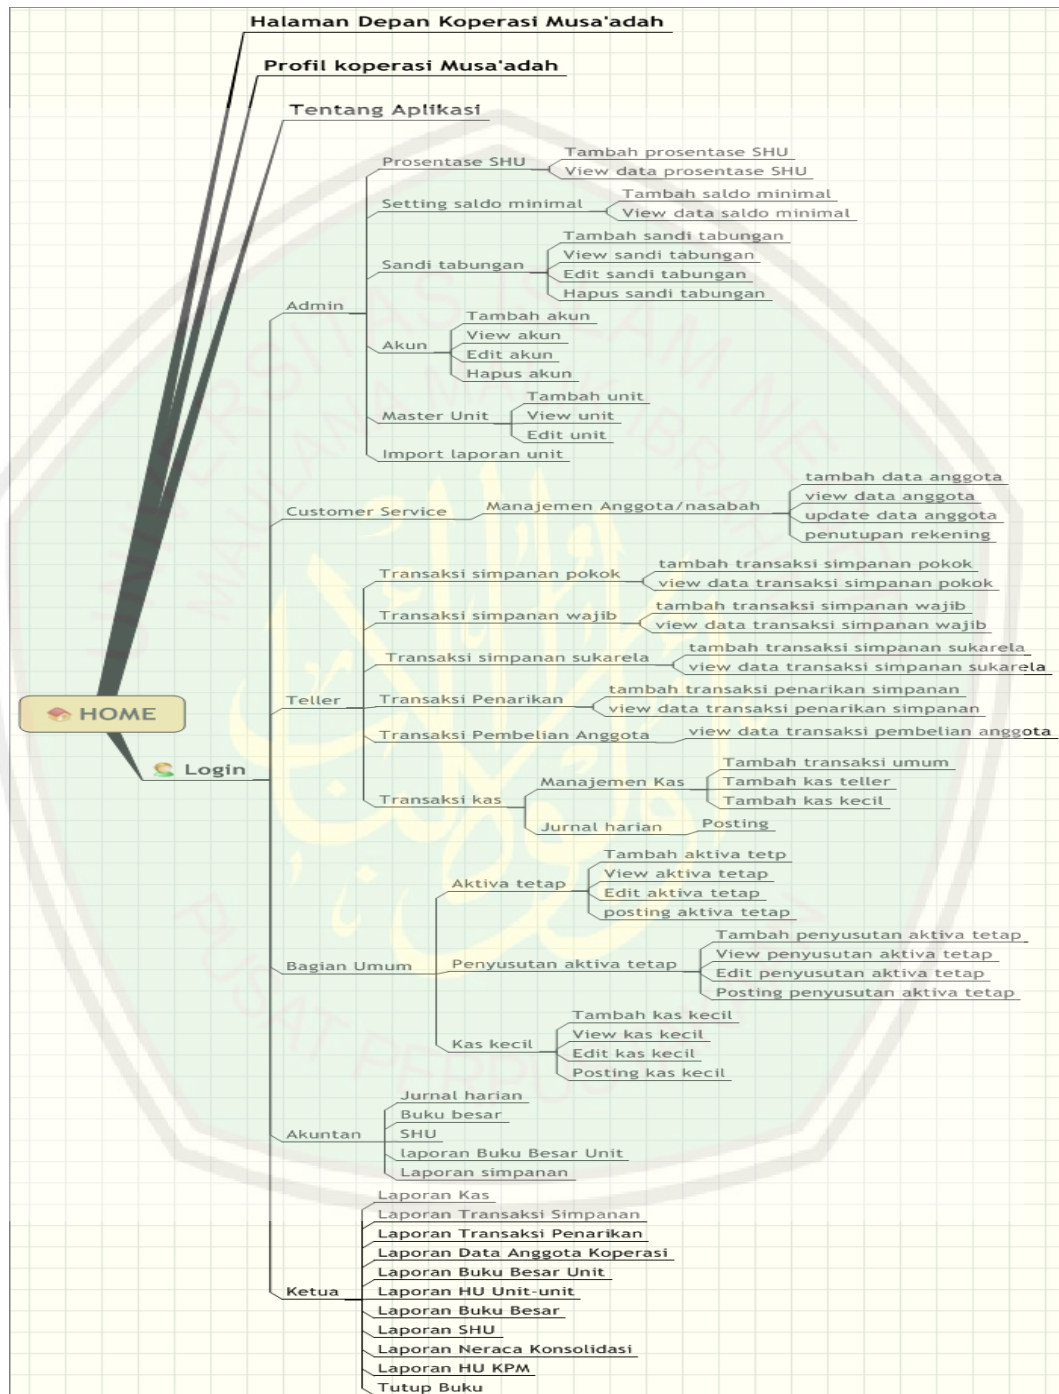 Halaman Depan Koperasi Musa'adah
Profil koperasi Musa'adah
Tentang Aplikasi
HOME
Login
Admin
Prosentase SHU
Tambah prosentase SHU
View data prosentase SHU
Setting saldo minimal
Tambah saldo minimal
View data saldo minimal
Sandi tabungan
Tambah sandi tabungan
View sandi tabungan
Edit sandi tabungan
Hapus sandi tabungan
Akun
Tambah akun
View akun
Edit akun
Hapus akun
Master Unit
Tambah unit
View unit
Edit unit
Import laporan unit
Customer Service
Manajemen Anggota/nasabah
tambah data anggota
view data anggota
update data anggota
penutupan rekening
Teller
Transaksi simpanan pokok
tambah transaksi simpanan pokok
view data transaksi simpanan pokok
Transaksi simpanan wajib
tambah transaksi simpanan wajib
view data transaksi simpanan wajib
Transaksi simpanan sukarela
tambah transaksi simpanan sukarela
view data transaksi simpanan sukarela
Transaksi Penarikan
tambah transaksi penarikan simpanan
view data transaksi penarikan simpanan
Transaksi Pembelian Anggota
view data transaksi pembelian anggota
Transaksi kas
Manajemen Kas
Tambah transaksi umum
Tambah kas teller
Tambah kas kecil
Jurnal harian
Posting
Bagian Umum
Aktiva tetap
Tambah aktiva tetp
View aktiva tetap
Edit aktiva tetap
posting aktiva tetap
Penyusutan aktiva tetap
Tambah penyusutan aktiva tetap
View penyusutan aktiva tetap
Edit penyusutan aktiva tetap
Posting penyusutan aktiva tetap
Kas kecil
Tambah kas kecil
View kas kecil
Edit kas kecil
Posting kas kecil
Akuntan
Jurnal harian
Buku besar
SHU
laporan Buku Besar Unit
Laporan simpanan
Ketua
Laporan Kas
Laporan Transaksi Simpanan
Laporan Transaksi Penarikan
Laporan Data Anggota Koperasi
Laporan Buku Besar Unit
Laporan HU Unit-unit
Laporan Buku Besar
Laporan SHU
Laporan Neraca Konsolidasi
Laporan HU KPM
Tutup Buku